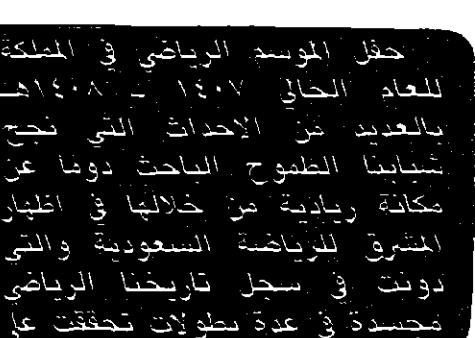 حفل الموسم الرياضي في المملكة
للعام الحالي ١٤٠٧ - ١٤٠٨هـ
بالعديد من الاحداث التي نجح
شبابنا الطموح الباحث دوما عن
مكانة ريادية من خلالها في اظهار
المشرق للرياضة السعودية والتي
دونت في سجل تاريخنا الرياضي
مجسدة في عدة بطولات تحققت على